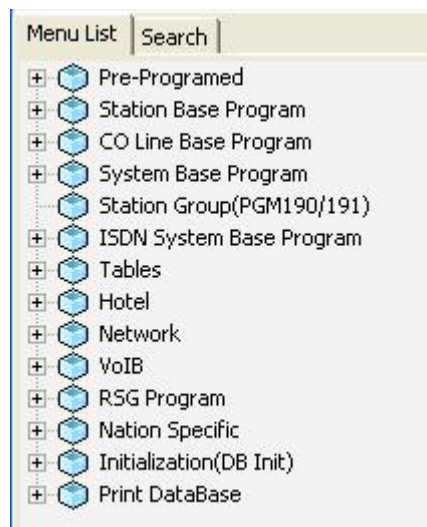 Menu List Search
Pre-Programed
Station Base Program
CO Line Base Program
System Base Program
Station Group(PGM190/191)
ISDN System Base Program
Tables
Hotel
Network
VoIB
RSG Program
Nation Specific
Initialization(DB Init)
Print DataBase